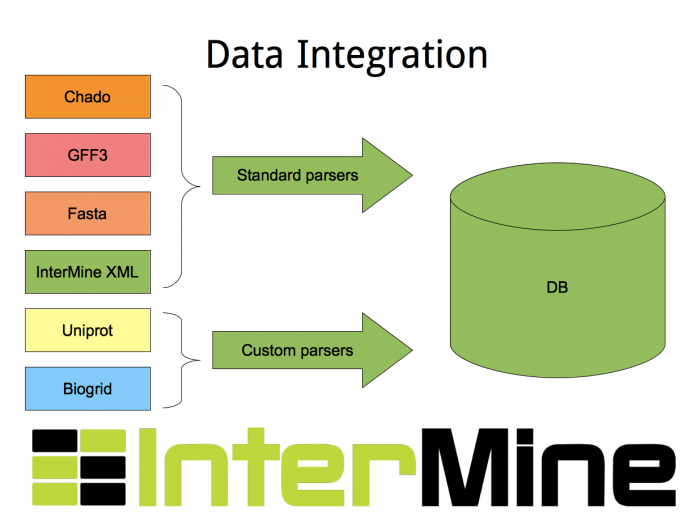 Data Integration
Chado
GFF3
Fasta
InterMine XML
Uniprot
Biogrid
Standard parsers
Custom parsers
DB
InterMine